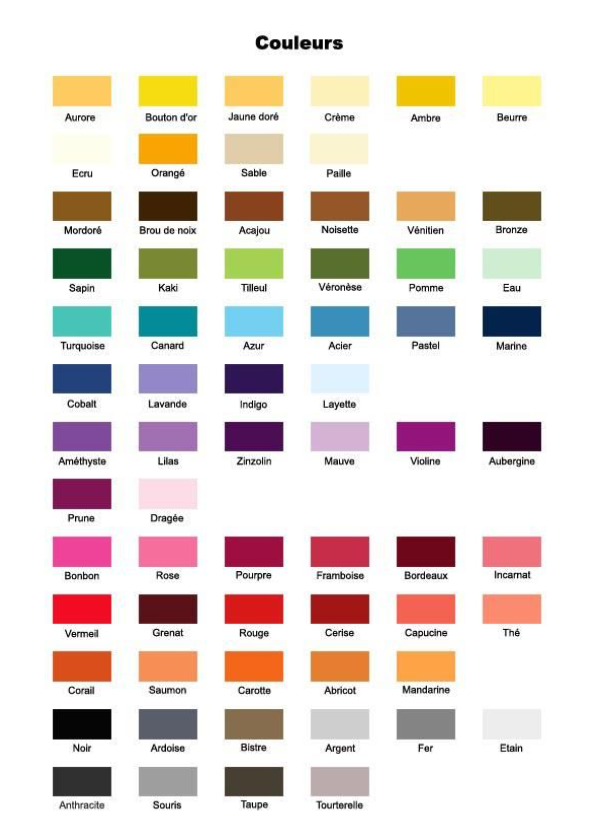 Couleurs
Aurore Bouton d'or Jaune doré Crème Ambre Beurre
Ecru Orangé Sable Paille
Mordoré Brou de noix Acajou Noisette Vénitien Bronze
Sapin Kaki Tilleul Véronèse Pomme Eau
Turquoise Canard Azur Acier Pastel Marine
Cobalt Lavande Indigo Layette
Améthyste Lilas Zinzolin Mauve Violine Aubergine
Prune Dragée
Bonbon Rose Pourpre Framboise Bordeaux Incarnat
Vermeil Grenat Rouge Cerise Capucine Thé
Corail Saumon Carotte Abricot Mandarine
Noir Ardoise Bistre Argent Fer Etain
Anthracite Souris Taupe Tourterelle